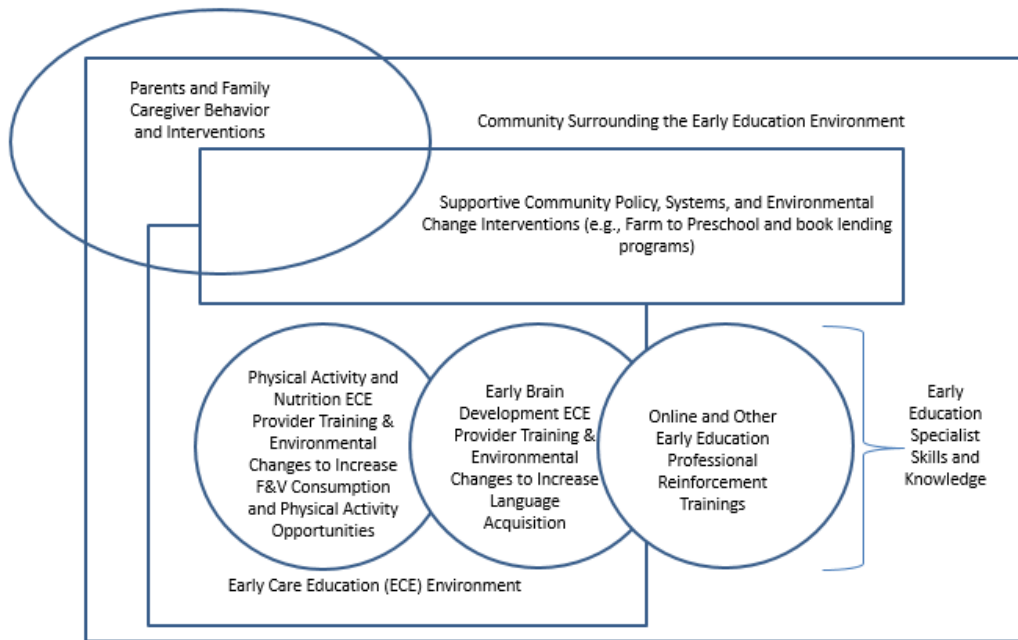 Parents and Family
Caregiver Behavior
and Interventions
Community Surrounding the Early Education Environment
Supportive Community Policy, Systems, and Environmental
Change Interventions (e.g., Farm to Preschool and book lending
programs)
Physical Activity and
Nutrition ECE
Provider Training &
Environmental
Changes to Increase
F&V Consumption
and Physical Activity
Opportunities
Early Brain
Development ECE
Provider Training &
Environmental
Changes to Increase
Language
Acquisition
Online and Other
Early Education
Professional
Reinforcement
Trainings
Early
Education
Specialist
Skills and
Knowledge
Early Care Education (ECE) Environment